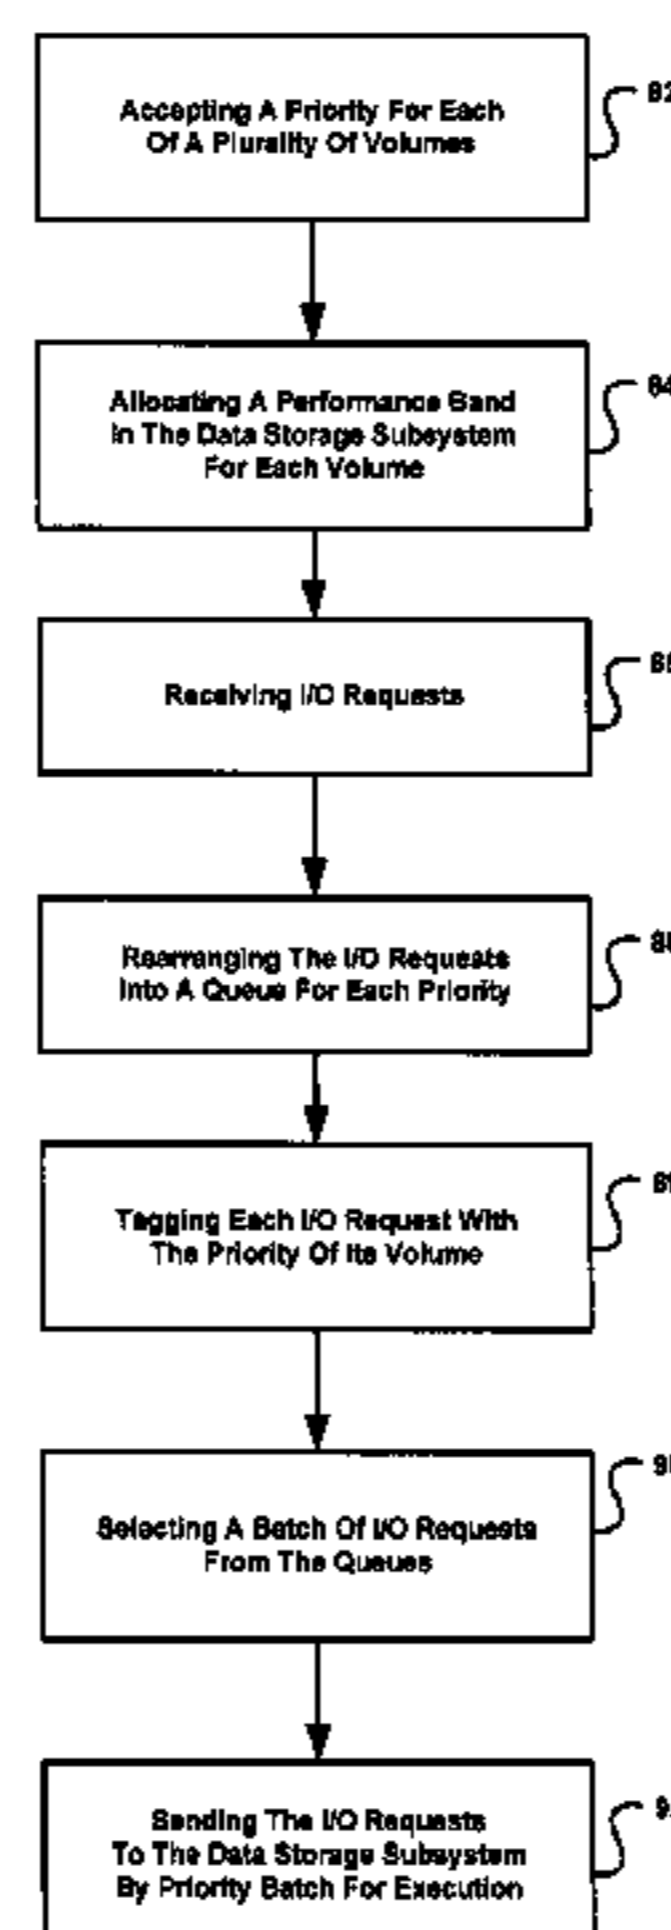 Accepting A Priority For Each
Of A Plurality Of Volumes
Allocating A Performance Band
In The Data Storage Subsystem
For Each Volume
Receiving I/O Requests
Rearranging The I/O Requests
Into A Queue For Each Priority
Tagging Each I/O Request With
The Priority Of Its Volume
Selecting A Batch Of I/O Requests
From The Queues
Sending The I/O Requests
To The Data Storage Subsystem
By Priority Batch For Execution